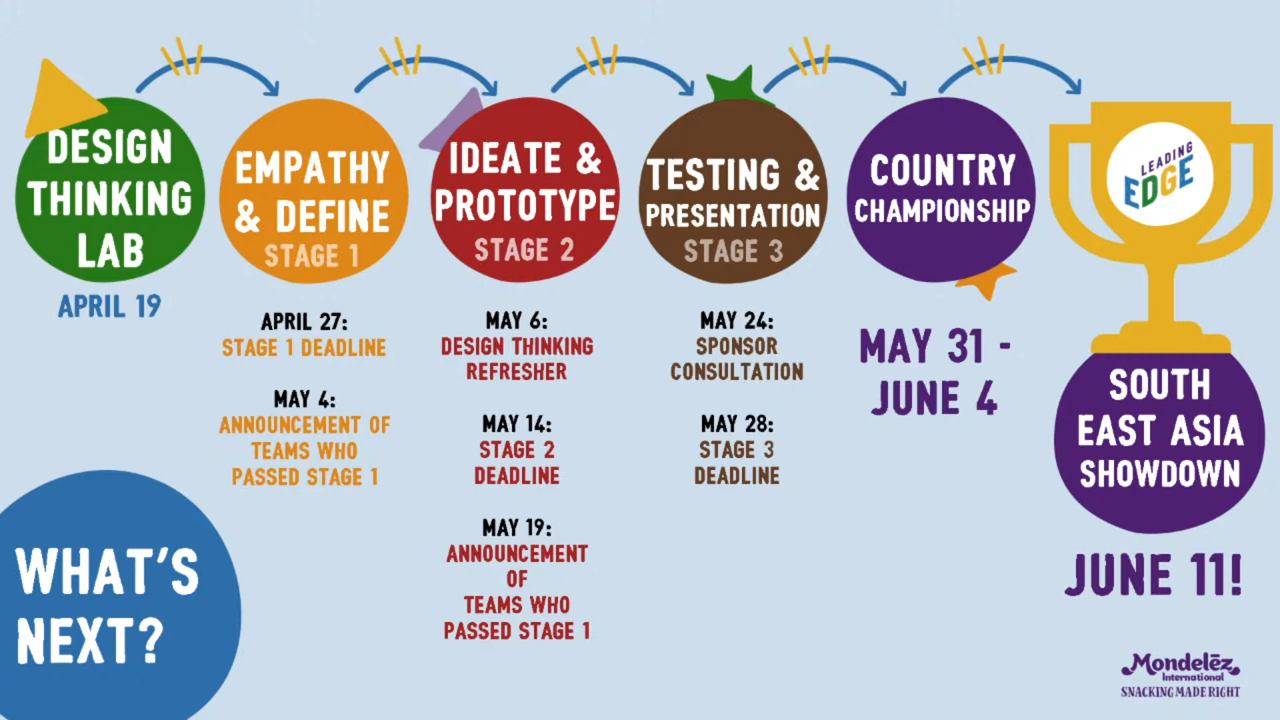 DESIGN
THINKING
LAB
APRIL 19
EMPATHY
& DEFINE
STAGE 1
APRIL 27:
STAGE 1 DEADLINE
MAY 4:
ANNOUNCEMENT OF
TEAMS WHO
PASSED STAGE 1
IDEATE &
PROTOTYPE
STAGE 2
MAY 6:
DESIGN THINKING
REFRESHER
MAY 14:
STAGE 2
DEADLINE
MAY 19:
ANNOUNCEMENT
OF
TEAMS WHO
PASSED STAGE 1
TESTING &
PRESENTATION
STAGE 3
MAY 24:
SPONSOR
CONSULTATION
MAY 28:
STAGE 3
DEADLINE
COUNTRY
CHAMPIONSHIP
MAY 31 -
JUNE 4
LEADING
EDGE
SOUTH
EAST ASIA
SHOWDOWN
JUNE 11!
WHAT'S
NEXT?
Mondelēz
International
SNACKING MADE RIGHT